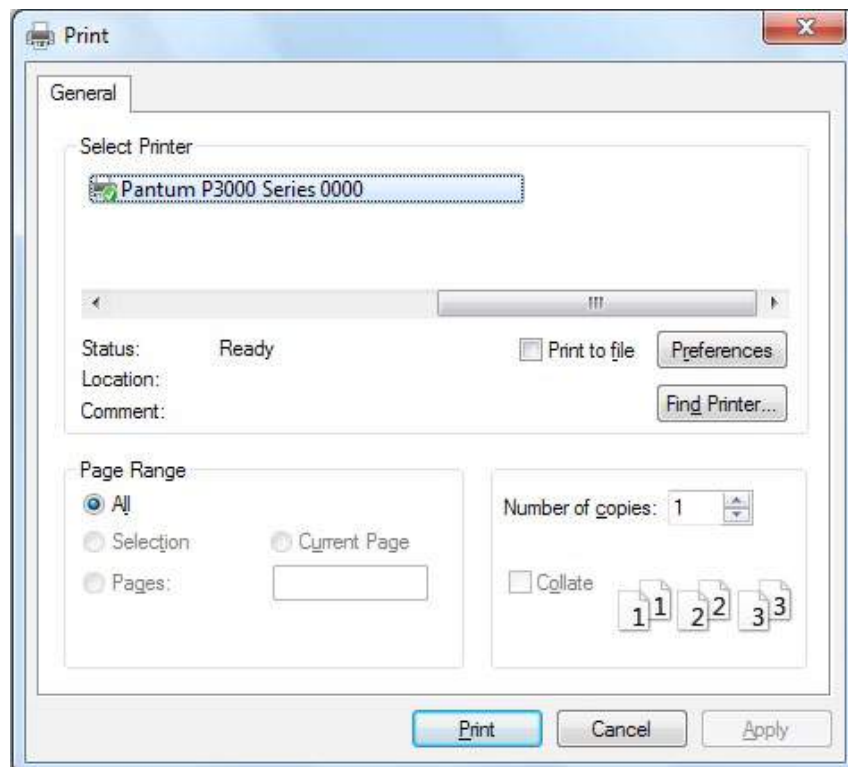 Print
General
Select Printer
Pantum P3000 Series 0000
Status: Ready
Print to file
Preferences
Location:
Comment:
Find Printer...
Page Range
All
Selection
Current Page
Pages:
Number of copies: 1
Collate
1 1 2 2 3 3
Print
Cancel
Apply